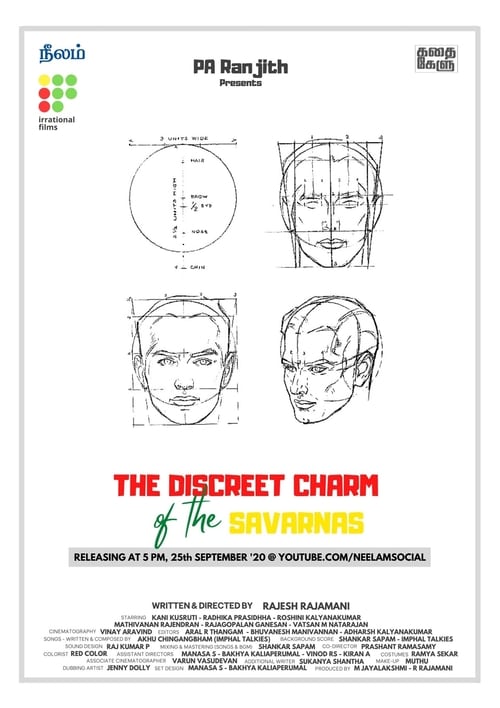 நீலம்
கதை
கேளு
irrational
films
PA Ranjith
Presents
3 UNITS WIDE
HAIR
BROW
1/2 EYE
NOSE
CHIN
THE DISCREET CHARM
of the SAVARNAS
RELEASING AT 5 PM, 25th SEPTEMBER '20 @ YOUTUBE.COM/NEELAMSOCIAL
WRITTEN & DIRECTED BY RAJESH RAJAMANI
STARRING KANI KUSRUTI - RADHIKA PRASIDHHA - ROSHINI KALYANAKUMAR
MATHIVANAN RAJENDRAN - RAJAGOPALAN GANESAN - VATSAN M NATARAJAN
CINEMATOGRAPHY VINAY ARAVIND EDITORS ARAL R THANGAM - BHUVANESH MANIVANNAN - ADHARSH KALYANAKUMAR
SONGS - WRITTEN & COMPOSED BY AKHU CHINGANGBHAM (IMPHAL TALKIES) BACKGROUND SCORE SHANKAR SAPAM - IMPHAL TALKIES
SOUND DESIGN RAJ KUMAR P MIXING & MASTERING (SONGS & BGM) SHANKAR SAPAM CO-DIRECTOR PRASHANT RAMASAMY
COLORIST RED COLOR ASSISTANT DIRECTORS MANASA S - BAKHYA KALIAPERUMAL - VINOD RS - KIRAN A COSTUMES RAMYA SEKAR
ASSOCIATE CINEMATOGRAPHER VARUN VASUDEVAN ADDITIONAL WRITER SUKANYA SHANTHA MAKE-UP MUTHU
DUBBING ARTIST JENNY DOLLY SET DESIGN MANASA S - BAKHYA KALIAPERUMAL PRODUCED BY M JAYALAKSHMI - R RAJAMANI